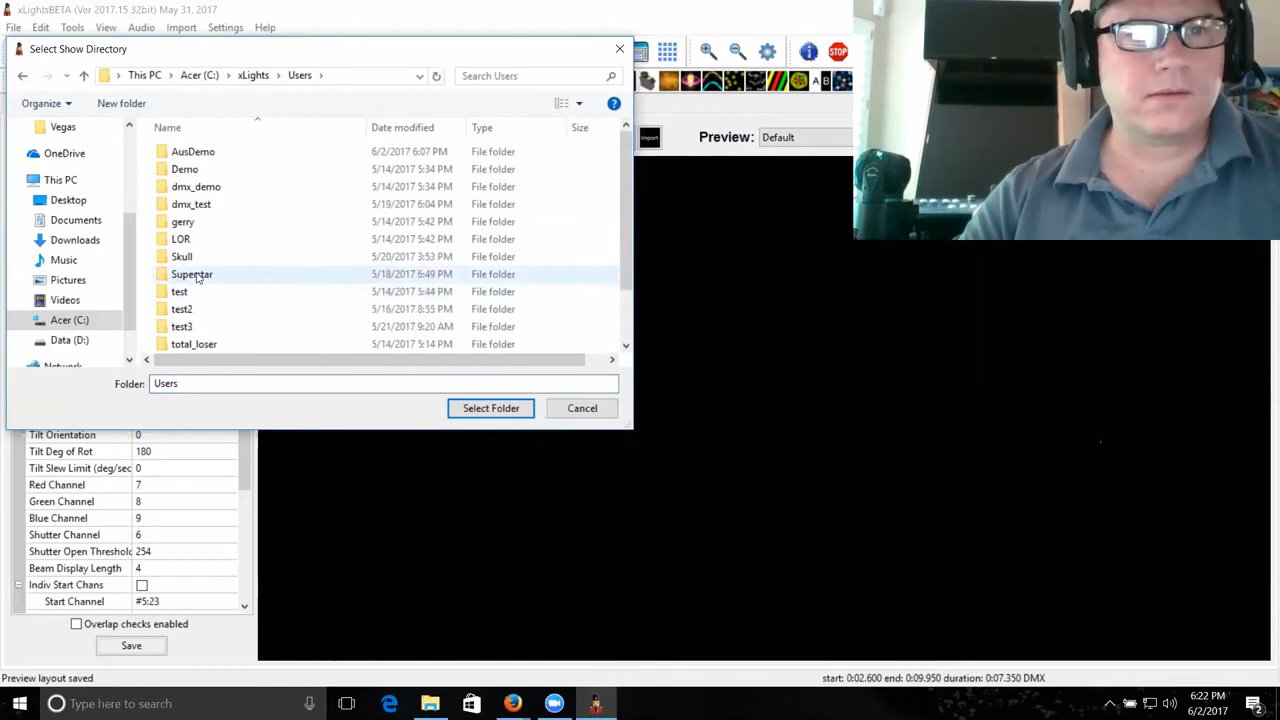 xLightsBETA (Ver 2017.15 32bit) May 31, 2017
File Edit Tools View Audio Import Settings Help
Select Show Directory
This PC > Acer (C:) > xLights > Users >
Search Users
Organize
New folder
Name Date modified Type Size
AusDemo 6/2/2017 6:07 PM File folder
Demo 5/14/2017 5:34 PM File folder
dmx_demo 5/14/2017 5:34 PM File folder
dmx_test 5/19/2017 6:04 PM File folder
gerry 5/14/2017 5:42 PM File folder
LOR 5/14/2017 5:42 PM File folder
Skull 5/20/2017 3:53 PM File folder
Superstar 5/18/2017 6:49 PM File folder
test 5/14/2017 5:44 PM File folder
test2 5/16/2017 8:55 PM File folder
test3 5/21/2017 9:20 AM File folder
total_loser 5/14/2017 5:14 PM File folder
Vegas
OneDrive
This PC
Desktop
Documents
Downloads
Music
Pictures
Videos
Acer (C:)
Data (D:)
Network
Folder: Users
Select Folder Cancel
STOP
A B
Import
Preview: Default
Tilt Orientation 0
Tilt Deg of Rot 180
Tilt Slew Limit (deg/sec 0
Red Channel 7
Green Channel 8
Blue Channel 9
Shutter Channel 6
Shutter Open Threshold 254
Beam Display Length 4
Indiv Start Chans
Start Channel #5:23
Overlap checks enabled
Save
Preview layout saved
start: 0:02.600 end: 0:09.950 duration: 0:07.350 DMX
Type here to search
6:22 PM
6/2/2017
2